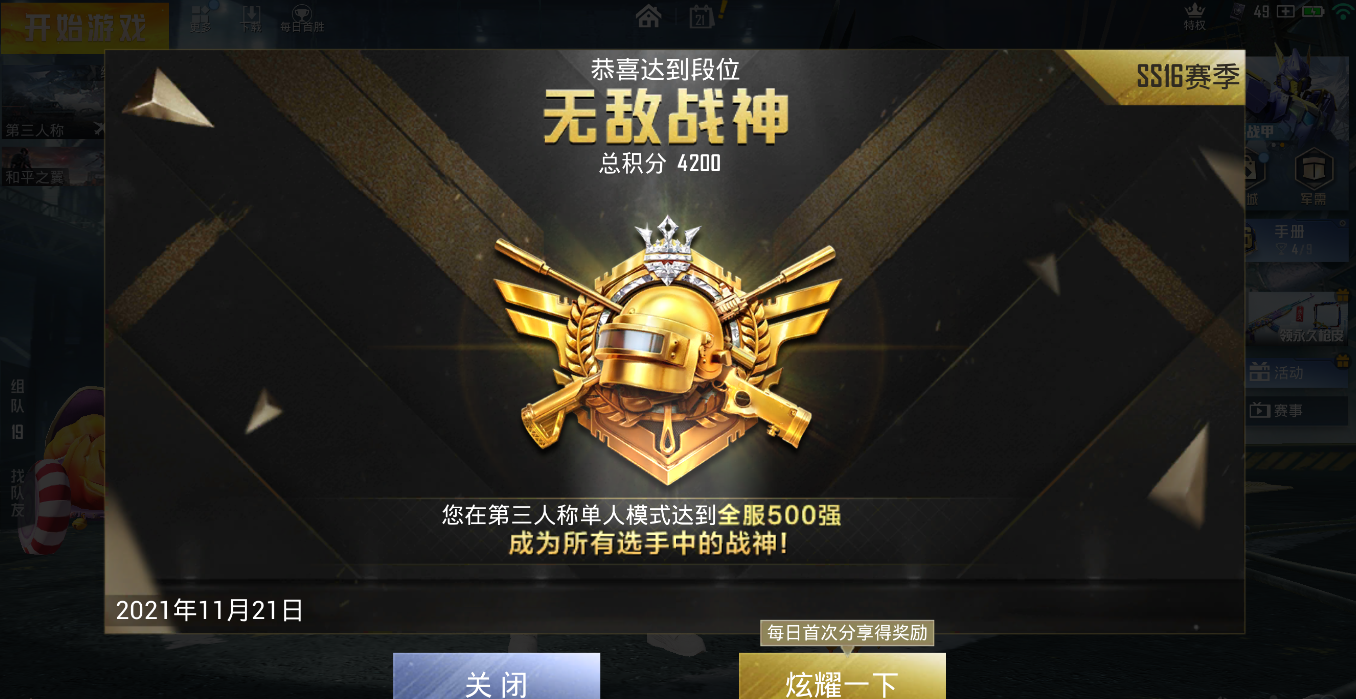 开始游戏
更多
下载
每日首胜
21
特权
49
恭喜达到段位
SS16赛季
无敌战神
总积分 4200
第三人称
和平之冀
战甲
军需
手册
4/9
领永久枪皮
活动
赛事
组队
19
找队友
您在第三人称单人模式达到全服500强
成为所有选手中的战神!
2021年11月21日
每日首次分享得奖励
关闭
炫耀一下